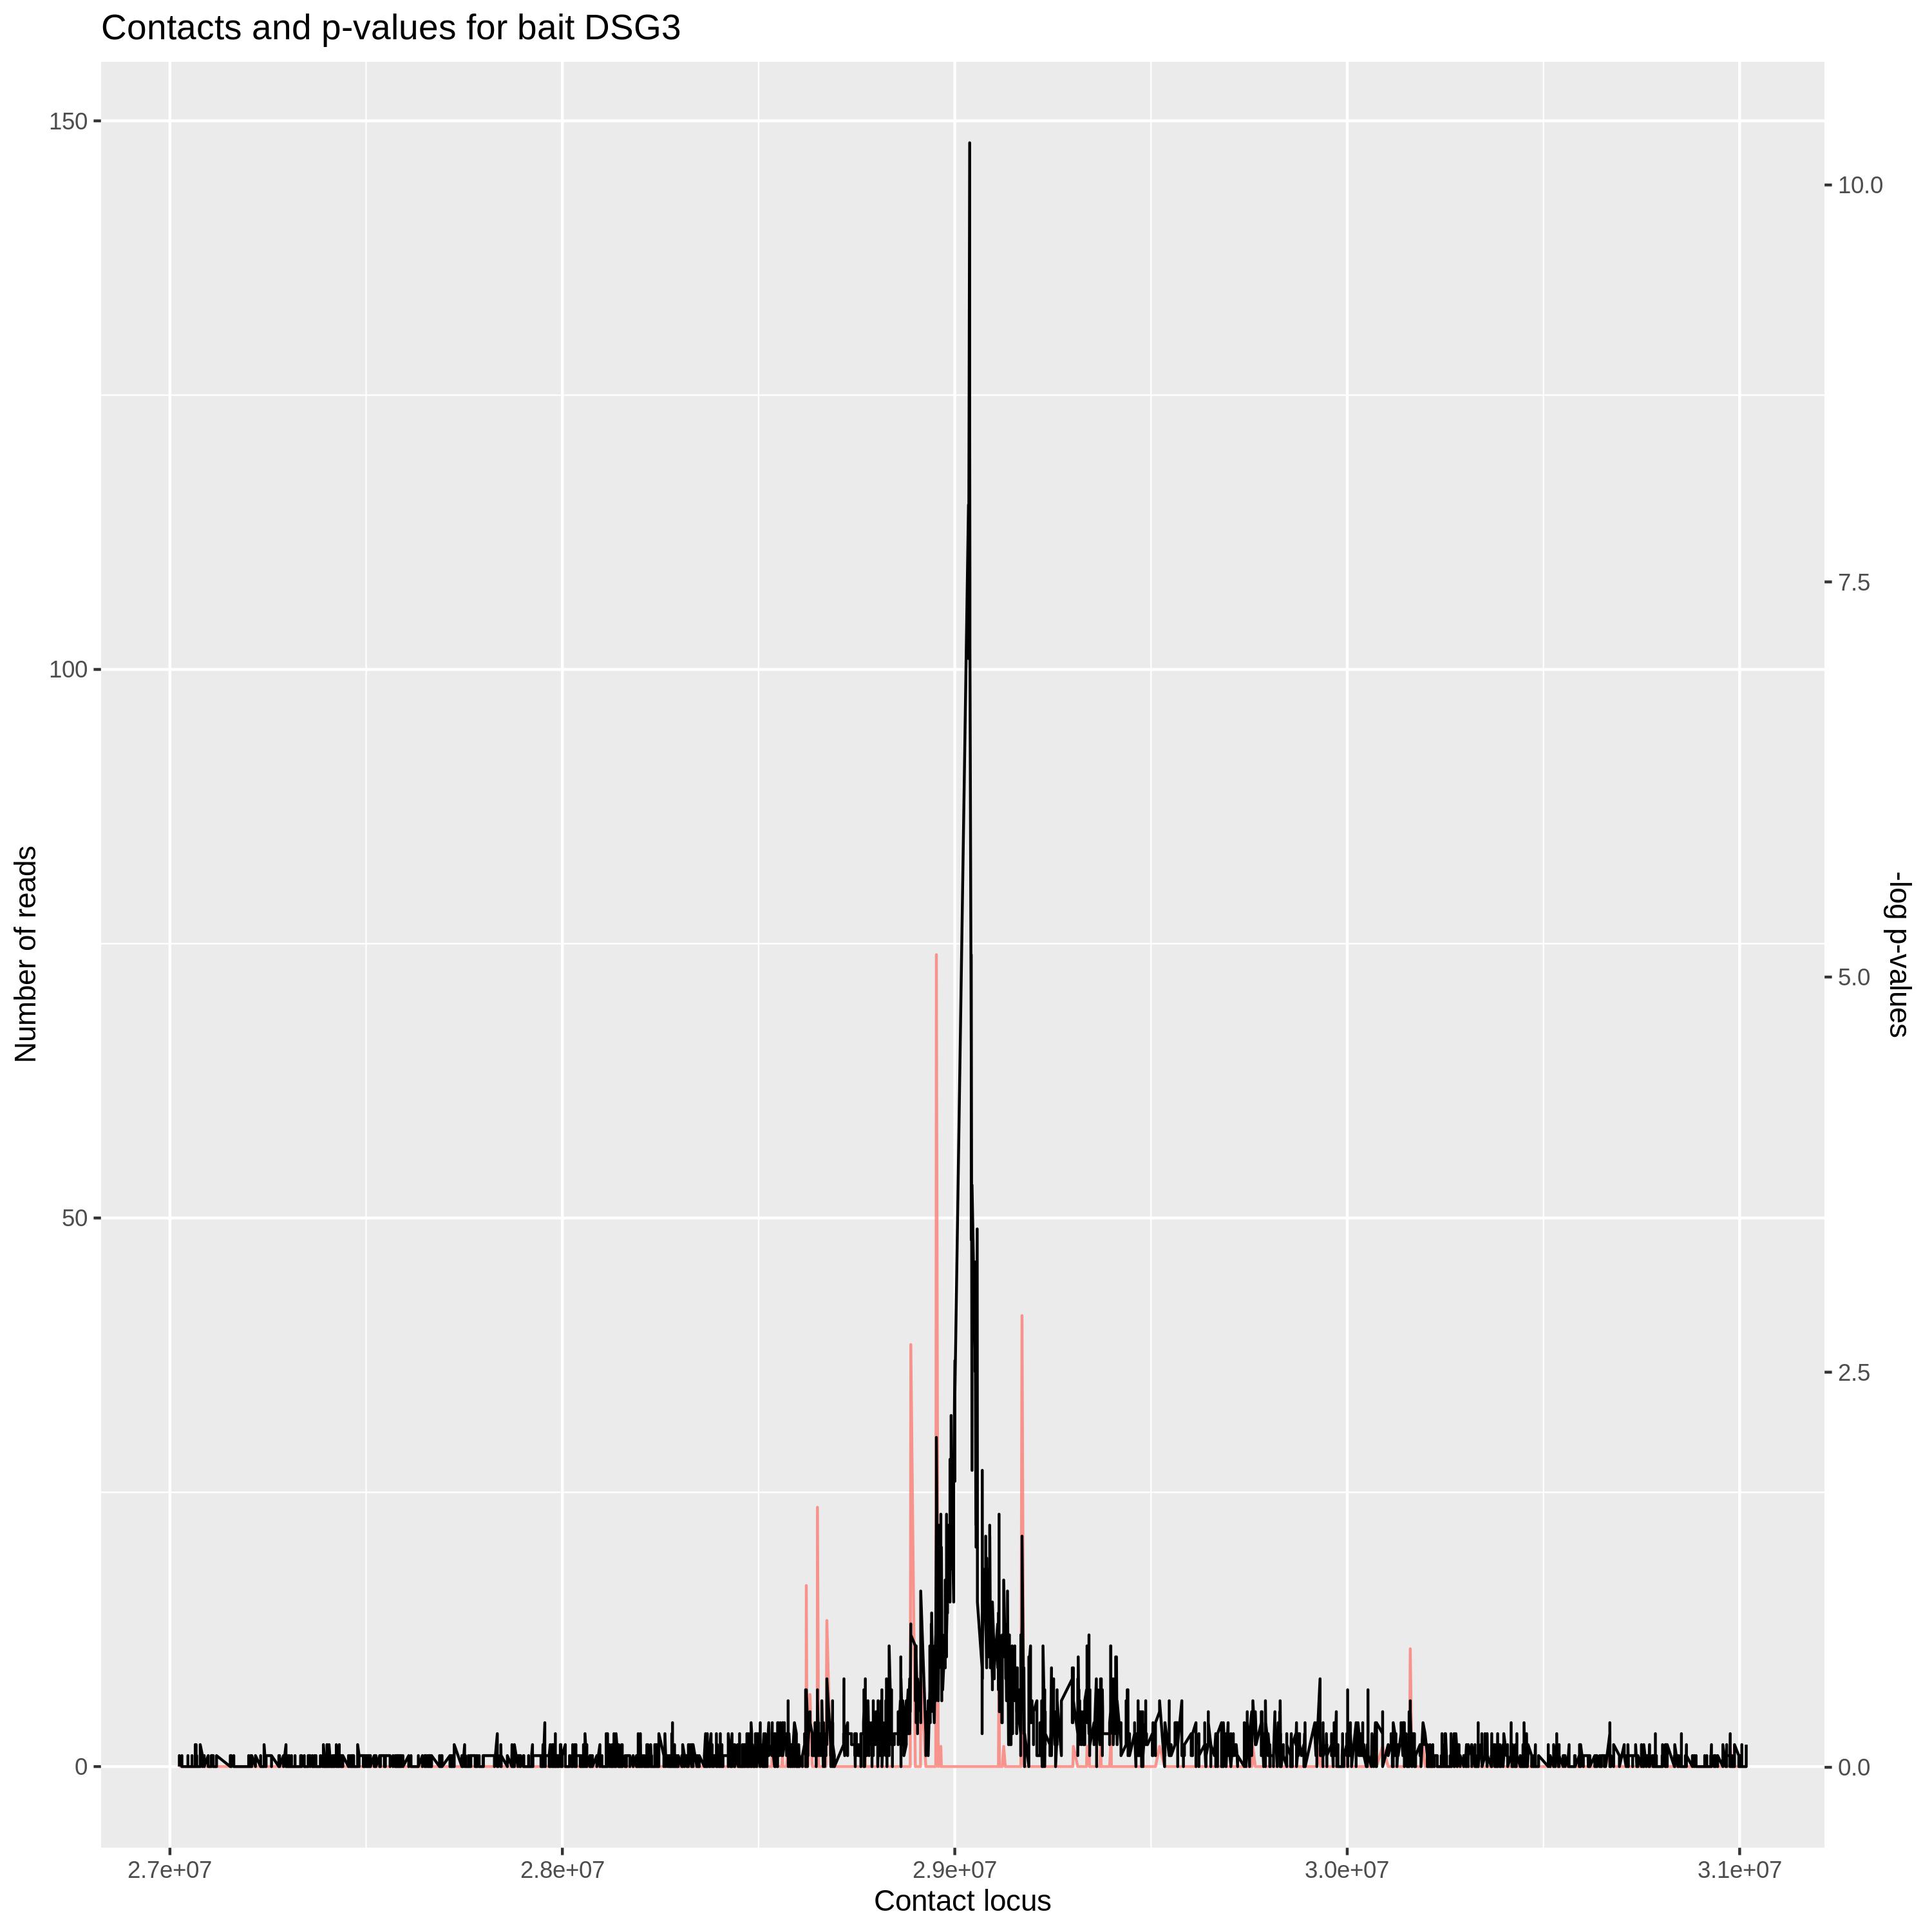 Contacts and p-values for bait DSG3
150
100
50
0
Number of reads
10.0
7.5
5.0
2.5
0.0
-log p-values
2.7e+07
2.8e+07
2.9e+07
3.0e+07
3.1e+07
Contact locus